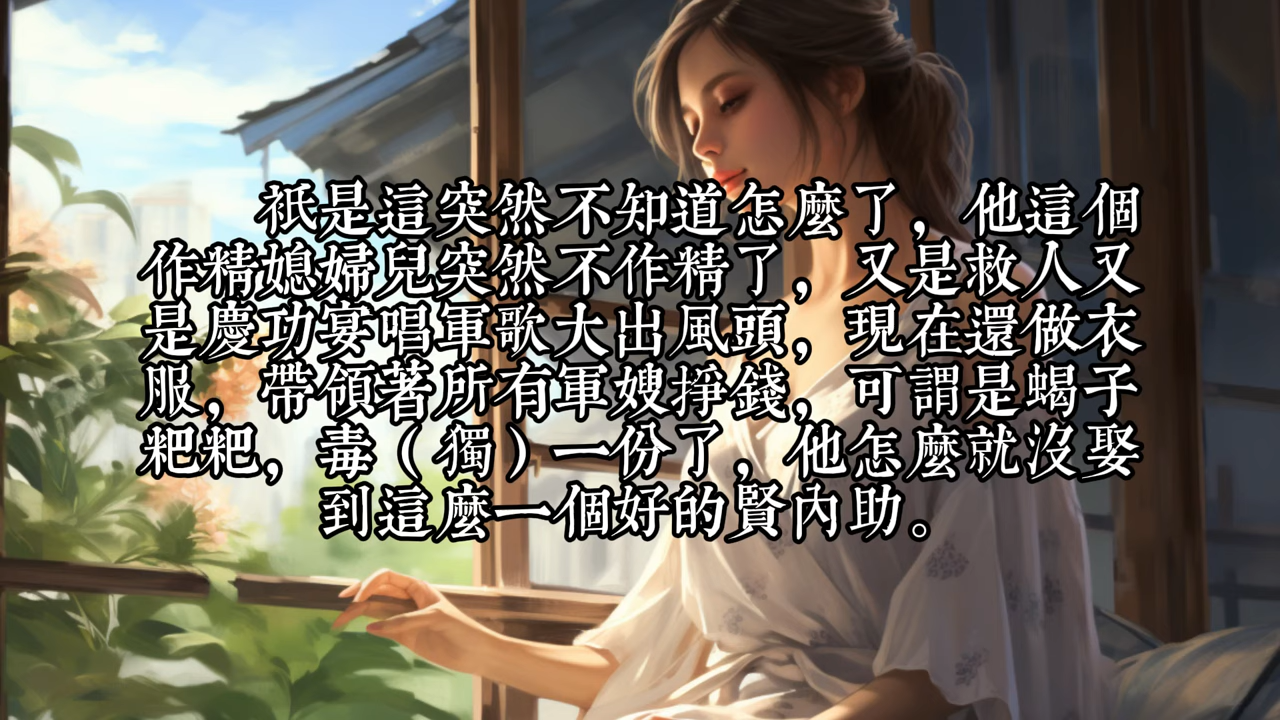 祇是這突然不知道怎麼了，他這個
作精媳婦兒突然不作精了，又是救人又
是慶功宴唱軍歌大出風頭，現在還做衣
服，帶領著所有軍嫂掙錢，可謂是蝎子
粑粑，毒（獨）一份了，他怎麼就沒娶
到這麼一個好的賢內助。